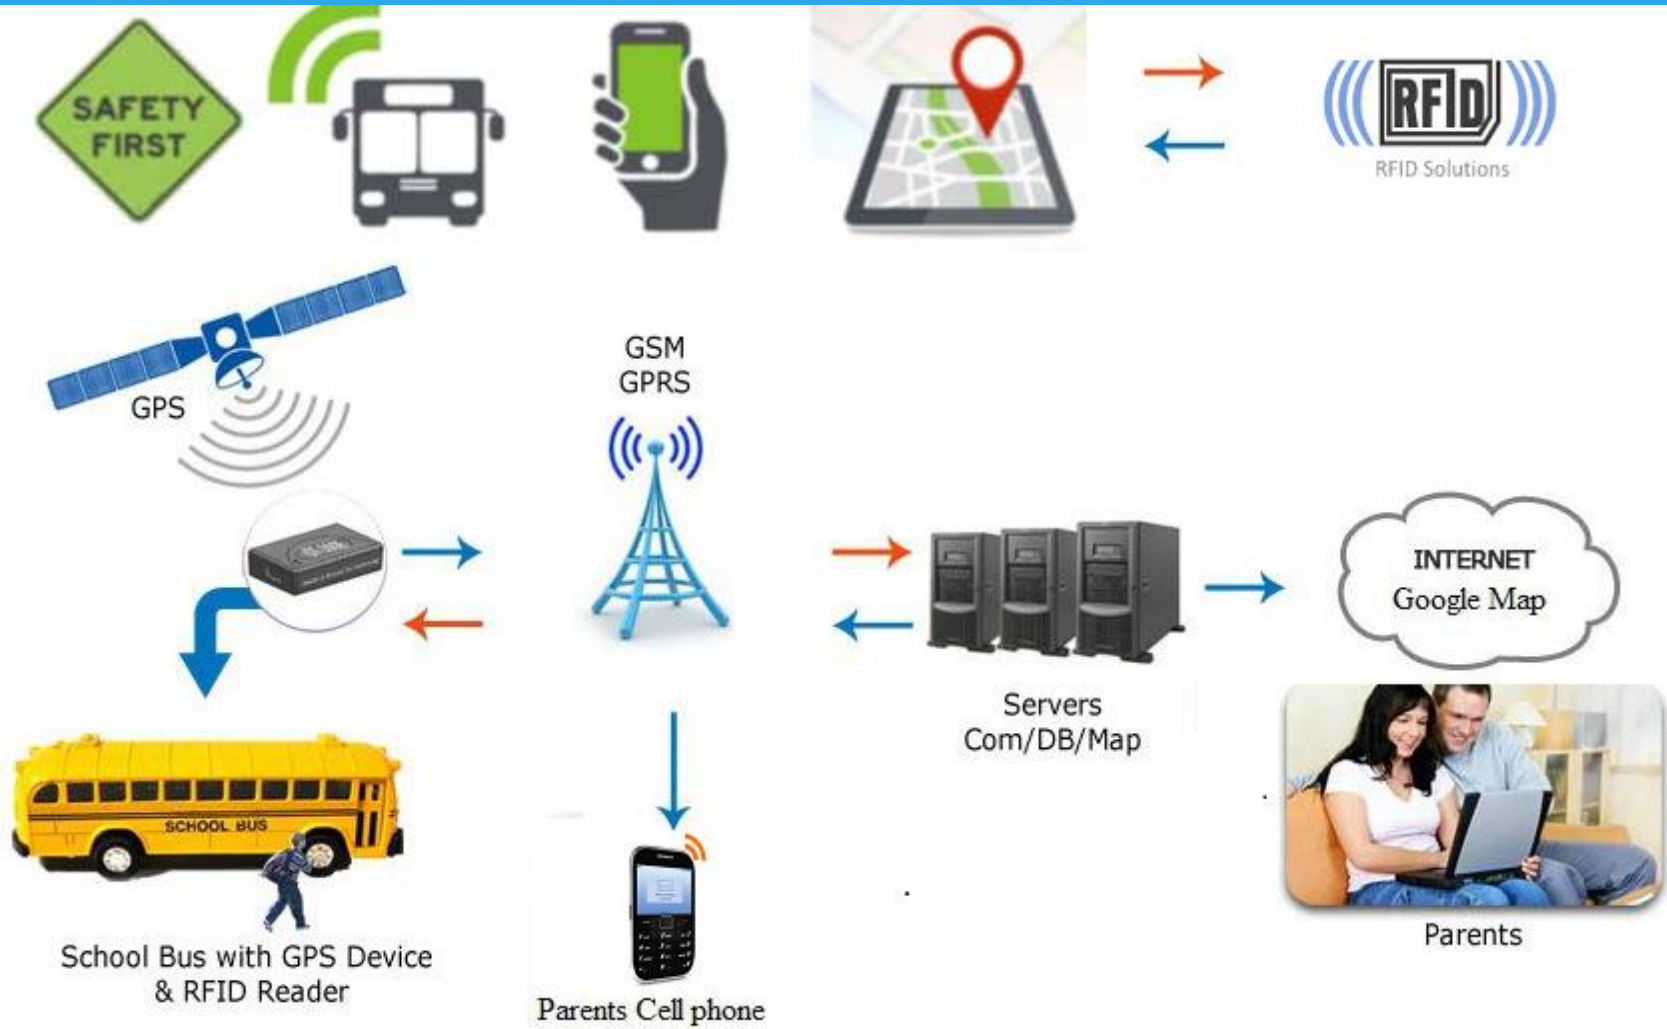 SAFETY
FIRST
RFID
RFID Solutions
GPS
GSM
GPRS
INTERNET
Google Map
Servers
Com/DB/Map
SCHOOL BUS
Parents
School Bus with GPS Device
& RFID Reader
Parents Cell phone